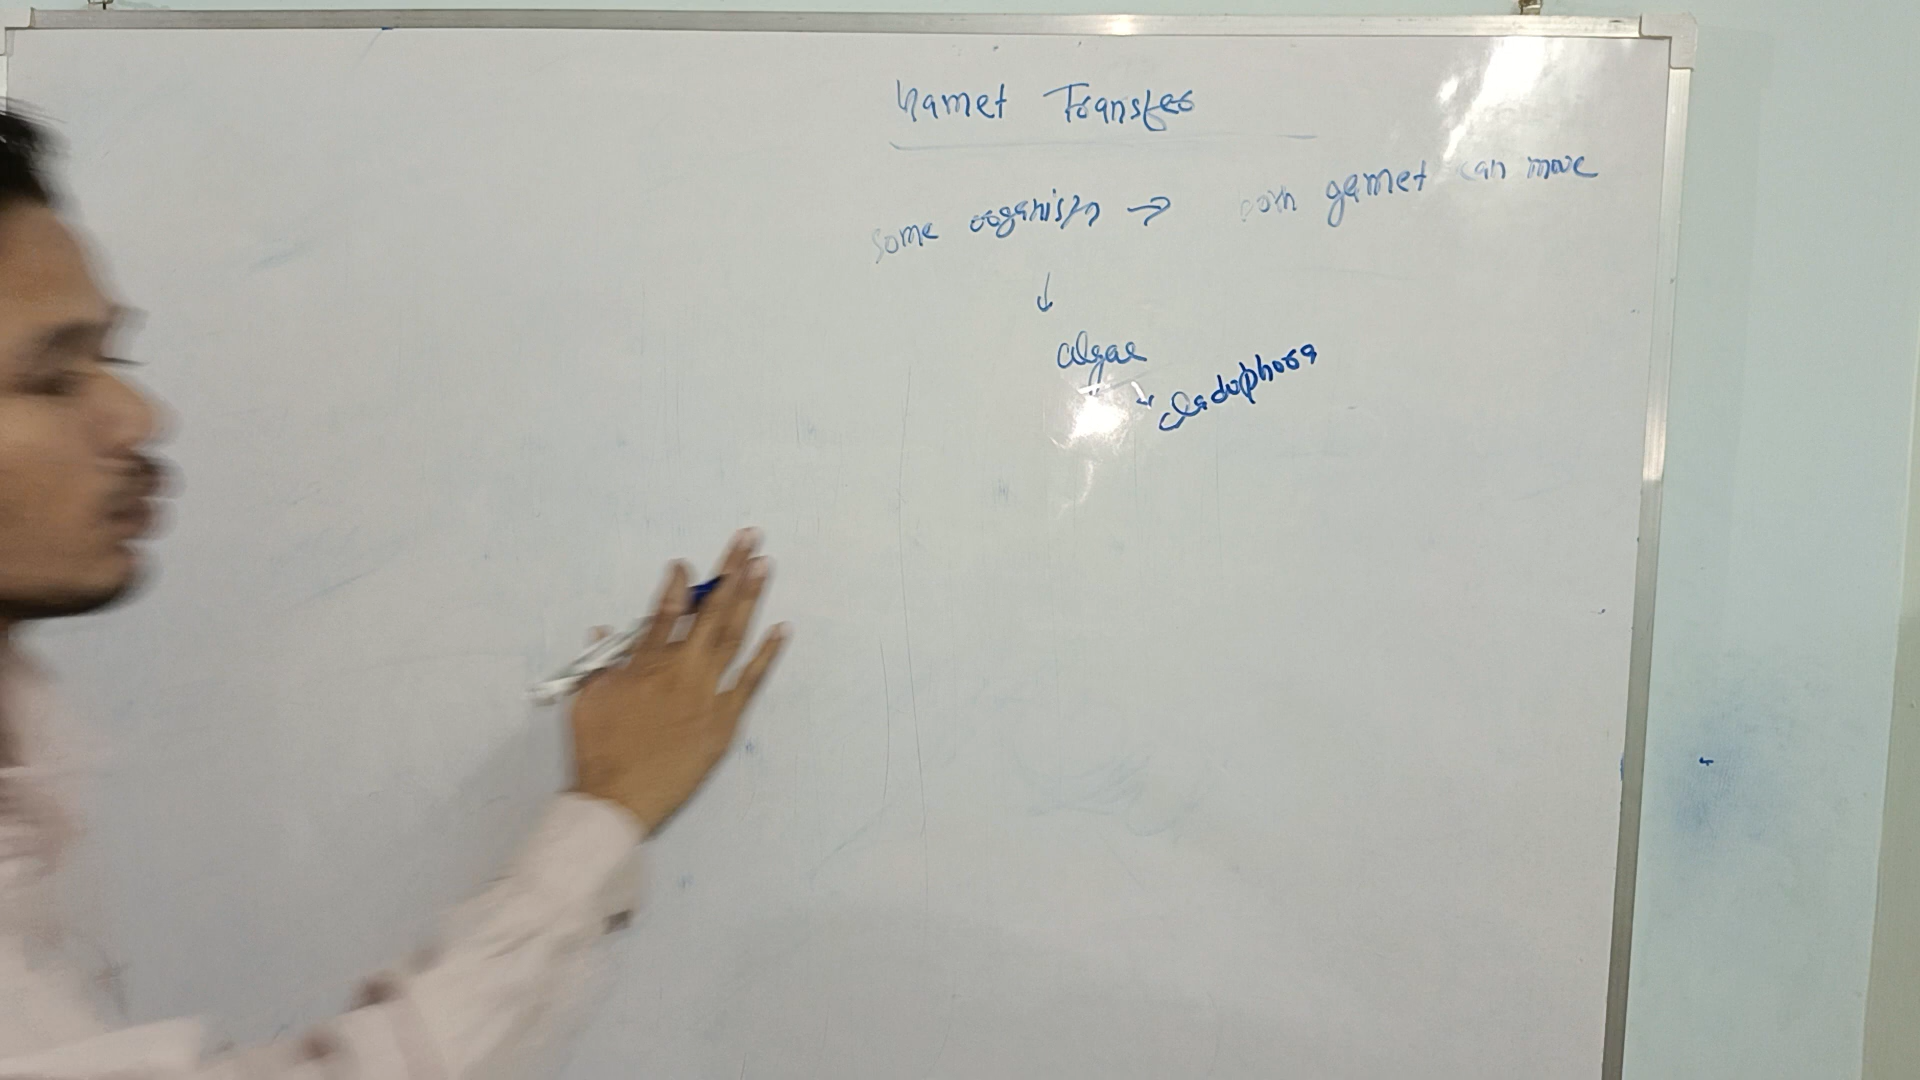 Gamet Transfer
some organism → both gamet can move
↓
algae
↘ cladophora